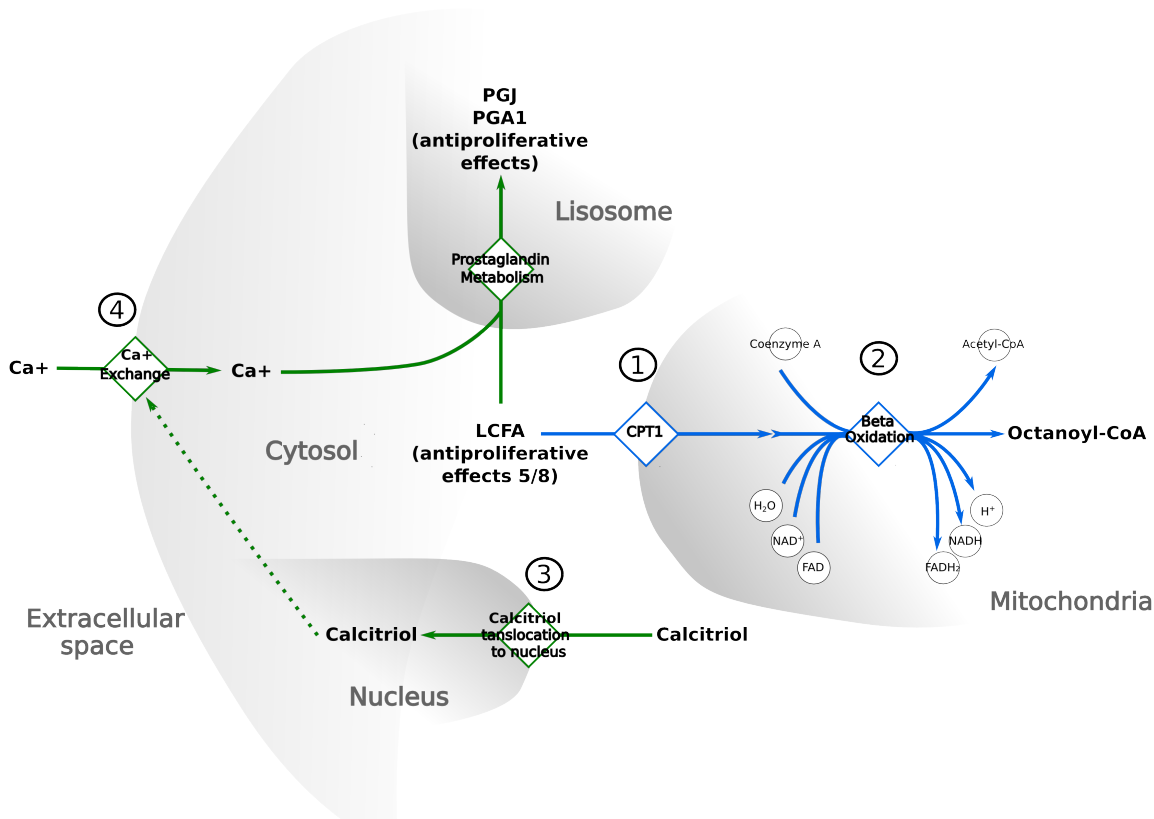 PGJ
PGA1
(antiproliferative
effects)
Lisosome
Prostaglandin
Metabolism
4
Ca+
Exchange
Ca+
Ca+
1
Coenzyme A
2
Acetyl-CoA
LCFA
(antiproliferative
effects 5/8)
CPT1
Beta
Oxidation
Octanoyl-CoA
Cytosol
H2O
NAD+
FAD
H+
NADH
FADH2
Mitochondria
3
Extracellular
space
Calcitriol
Calcitriol
tanslocation
to nucleus
Calcitriol
Nucleus